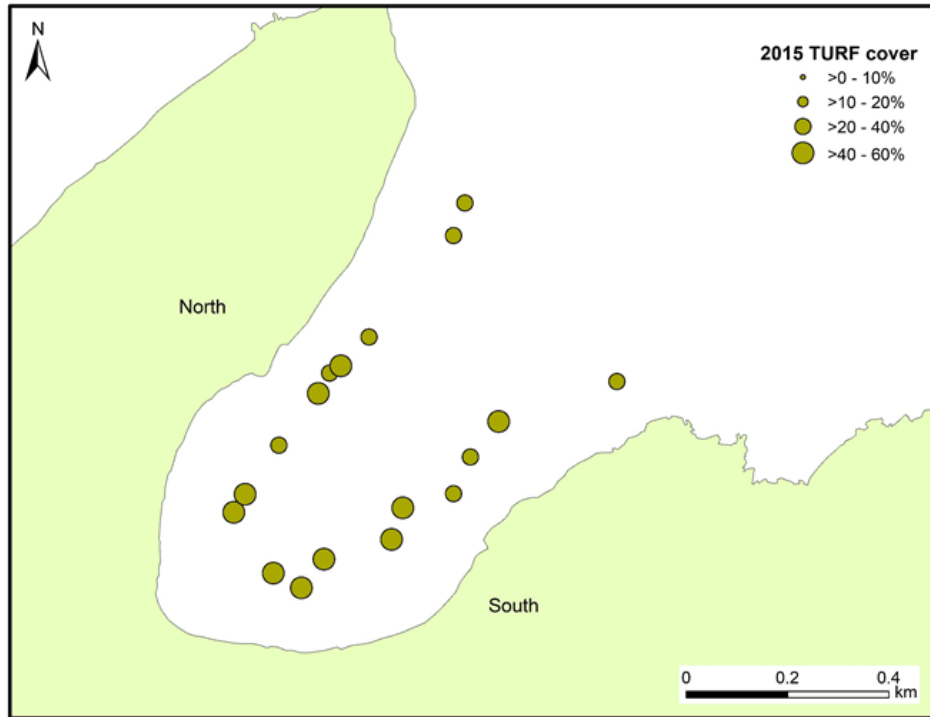 N
2015 TURF cover
>0 - 10%
>10 - 20%
>20 - 40%
>40 - 60%
North
South
0 0.2 0.4
km